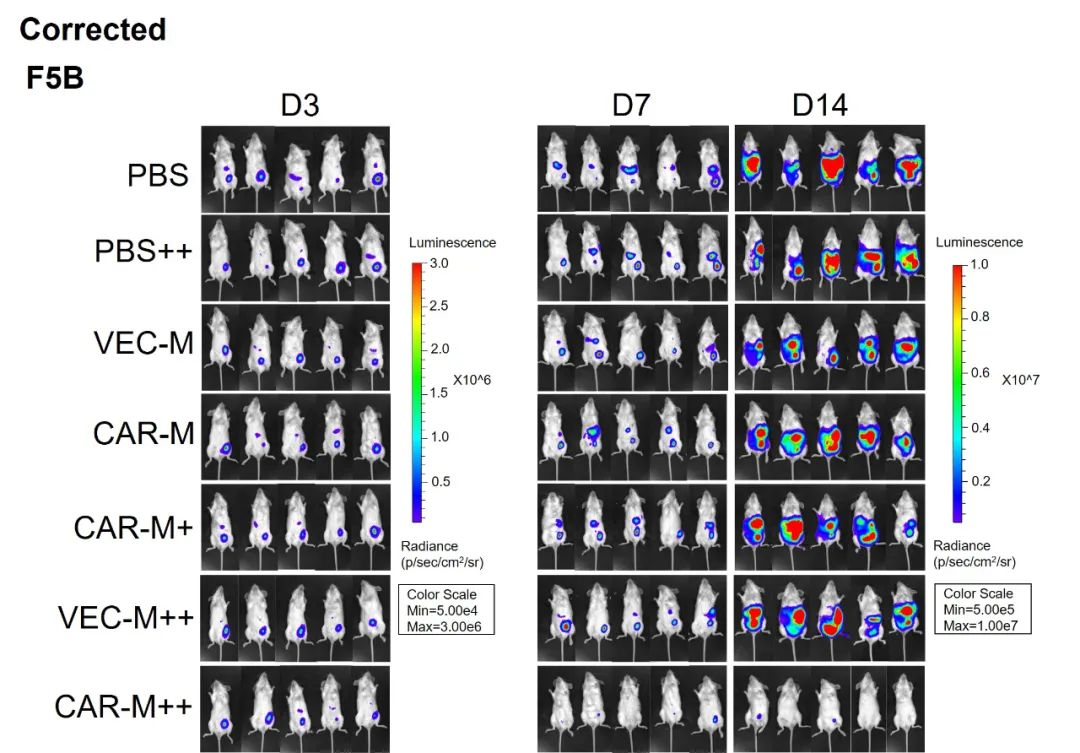 Corrected
F5B
D3 D7 D14
PBS
PBS++
VEC-M
CAR-M
CAR-M+
VEC-M++
CAR-M++
Luminescence
3.0
2.5
2.0
1.5
1.0
0.5
X10^6
Radiance
(p/sec/cm²/sr)
Color Scale
Min=5.00e4
Max=3.00e6
Luminescence
1.0
0.8
0.6
0.4
0.2
X10^7
Radiance
(p/sec/cm²/sr)
Color Scale
Min=5.00e5
Max=1.00e7